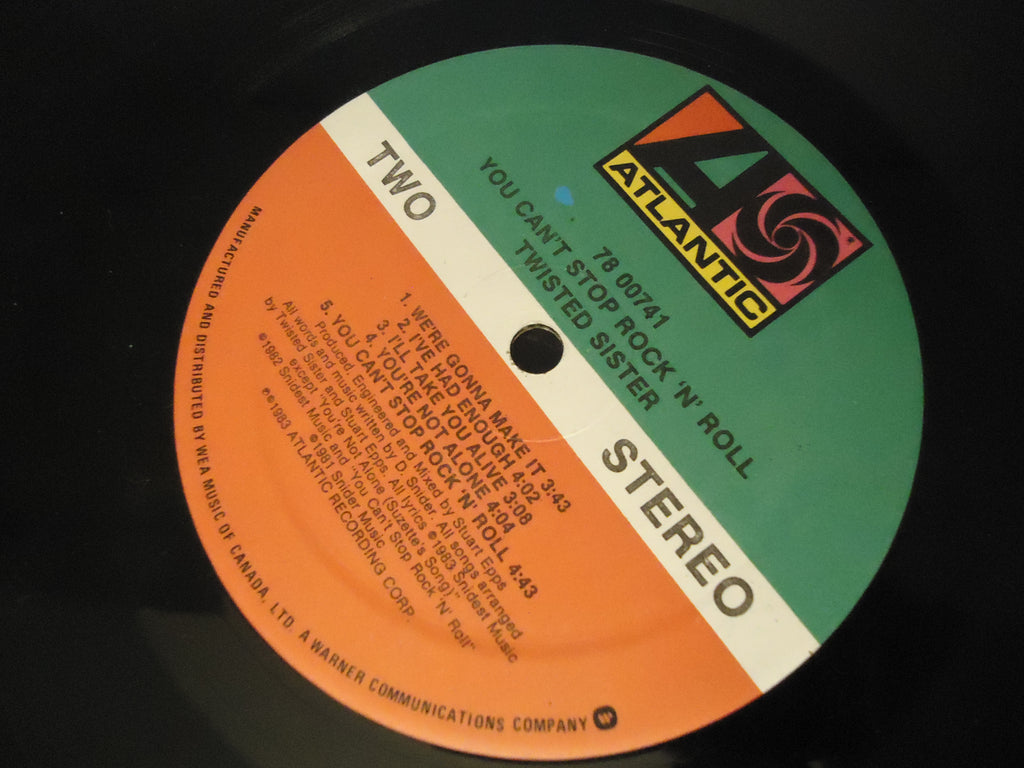 ATLANTIC
78 00741
YOU CAN'T STOP ROCK 'N' ROLL
TWISTED SISTER
TWO
STEREO
1. WE'RE GONNA MAKE IT 3:43
2. I'VE HAD ENOUGH 4:02
3. I'LL TAKE YOU ALIVE 3:08
4. YOU'RE NOT ALONE 4:04
5. YOU CAN'T STOP ROCK 'N' ROLL 4:43
Produced, Engineered and Mixed by Stuart Epps
All words and music written by D. Snider. All songs arranged
by Twisted Sister and Stuart Epps. All lyrics ©1983 Snidest Music
except "You're Not Alone (Suzette's Song)"
©1981 Snider Music
©1982 Snidest Music and "You Can't Stop Rock 'N' Roll"
℗©1983 ATLANTIC RECORDING CORP.
MANUFACTURED AND DISTRIBUTED BY WEA MUSIC OF CANADA, LTD. A WARNER COMMUNICATIONS COMPANY